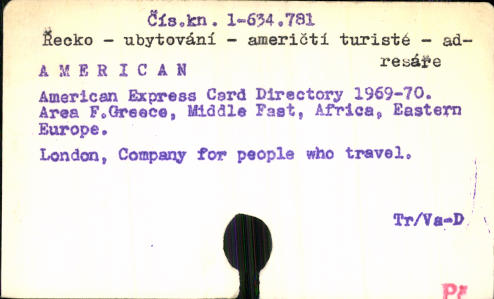 Čís.kn. 1-634.781
Řecko - ubytování - američtí turisté - ad-
resáře
A M E R I C A N
American Express Card Directory 1969-70.
Area F.Greece, Middle East, Africa, Eastern
Europe.
London, Company for people who travel.
Tr/Va-D